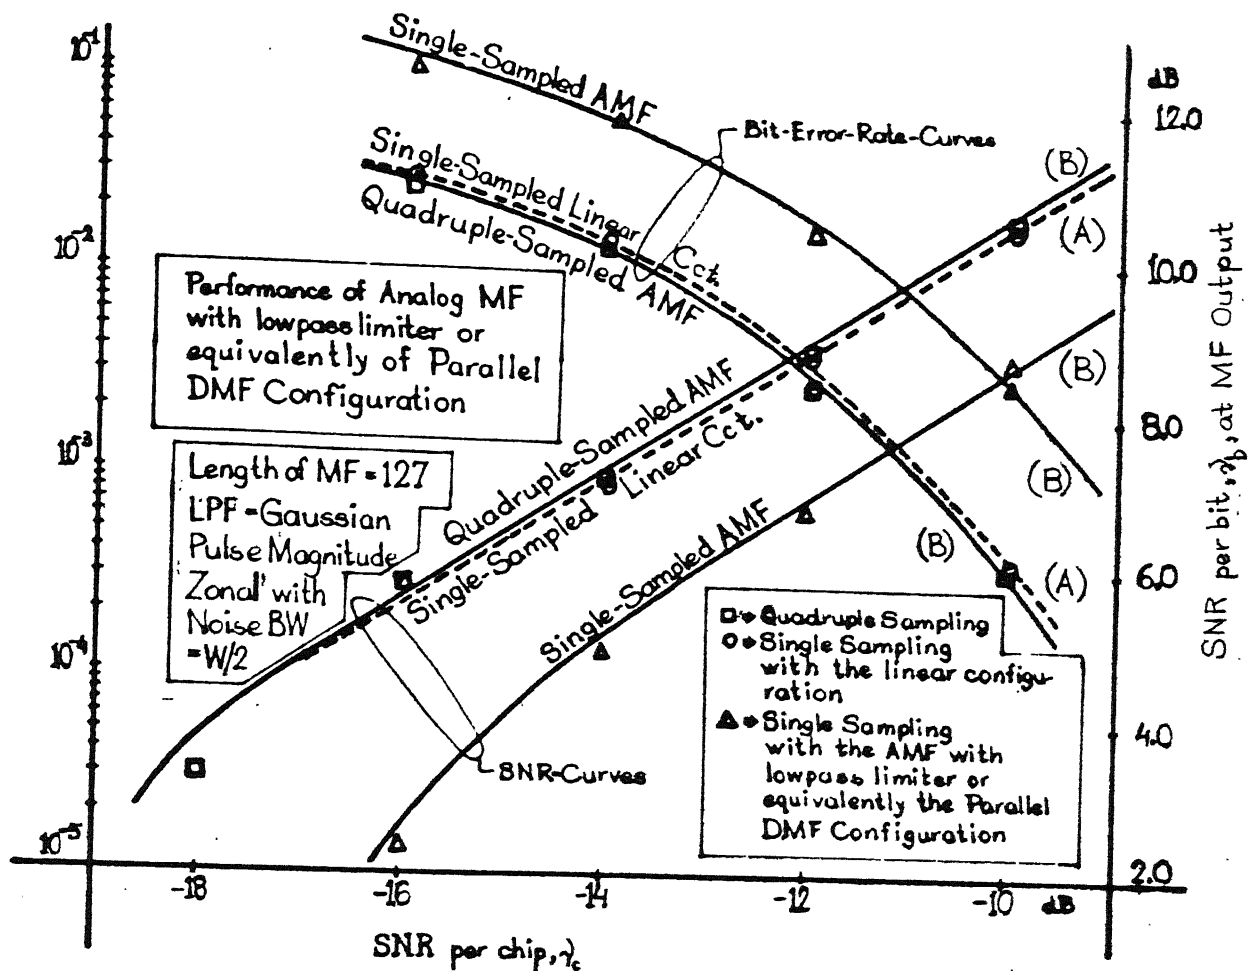 10⁻¹
10⁻²
10⁻³
10⁻⁴
10⁻⁵
Single-Sampled AMF
Bit-Error-Rate-Curves
Single-Sampled Linear Cct.
Quadruple-Sampled AMF
dB
12.0
10.0
8.0
6.0
4.0
2.0
(B)
(A)
(B)
(B)
(B)
(A)
SNR per bit, γb, at MF Output
Performance of Analog MF
with lowpass limiter or
equivalently of Parallel
DMF Configuration
Length of MF = 127
LPF = Gaussian
Pulse Magnitude
Zonal' with
Noise BW
= W/2
Quadruple-Sampled AMF
Single-Sampled Linear Cct.
Single-Sampled AMF
SNR-Curves
Quadruple Sampling
Single Sampling
with the linear configu-
ration
Single Sampling
with the AMF with
lowpass limiter or
equivalently the Parallel
DMF Configuration
-18
-16
-14
-12
-10
dB
SNR per chip, γc